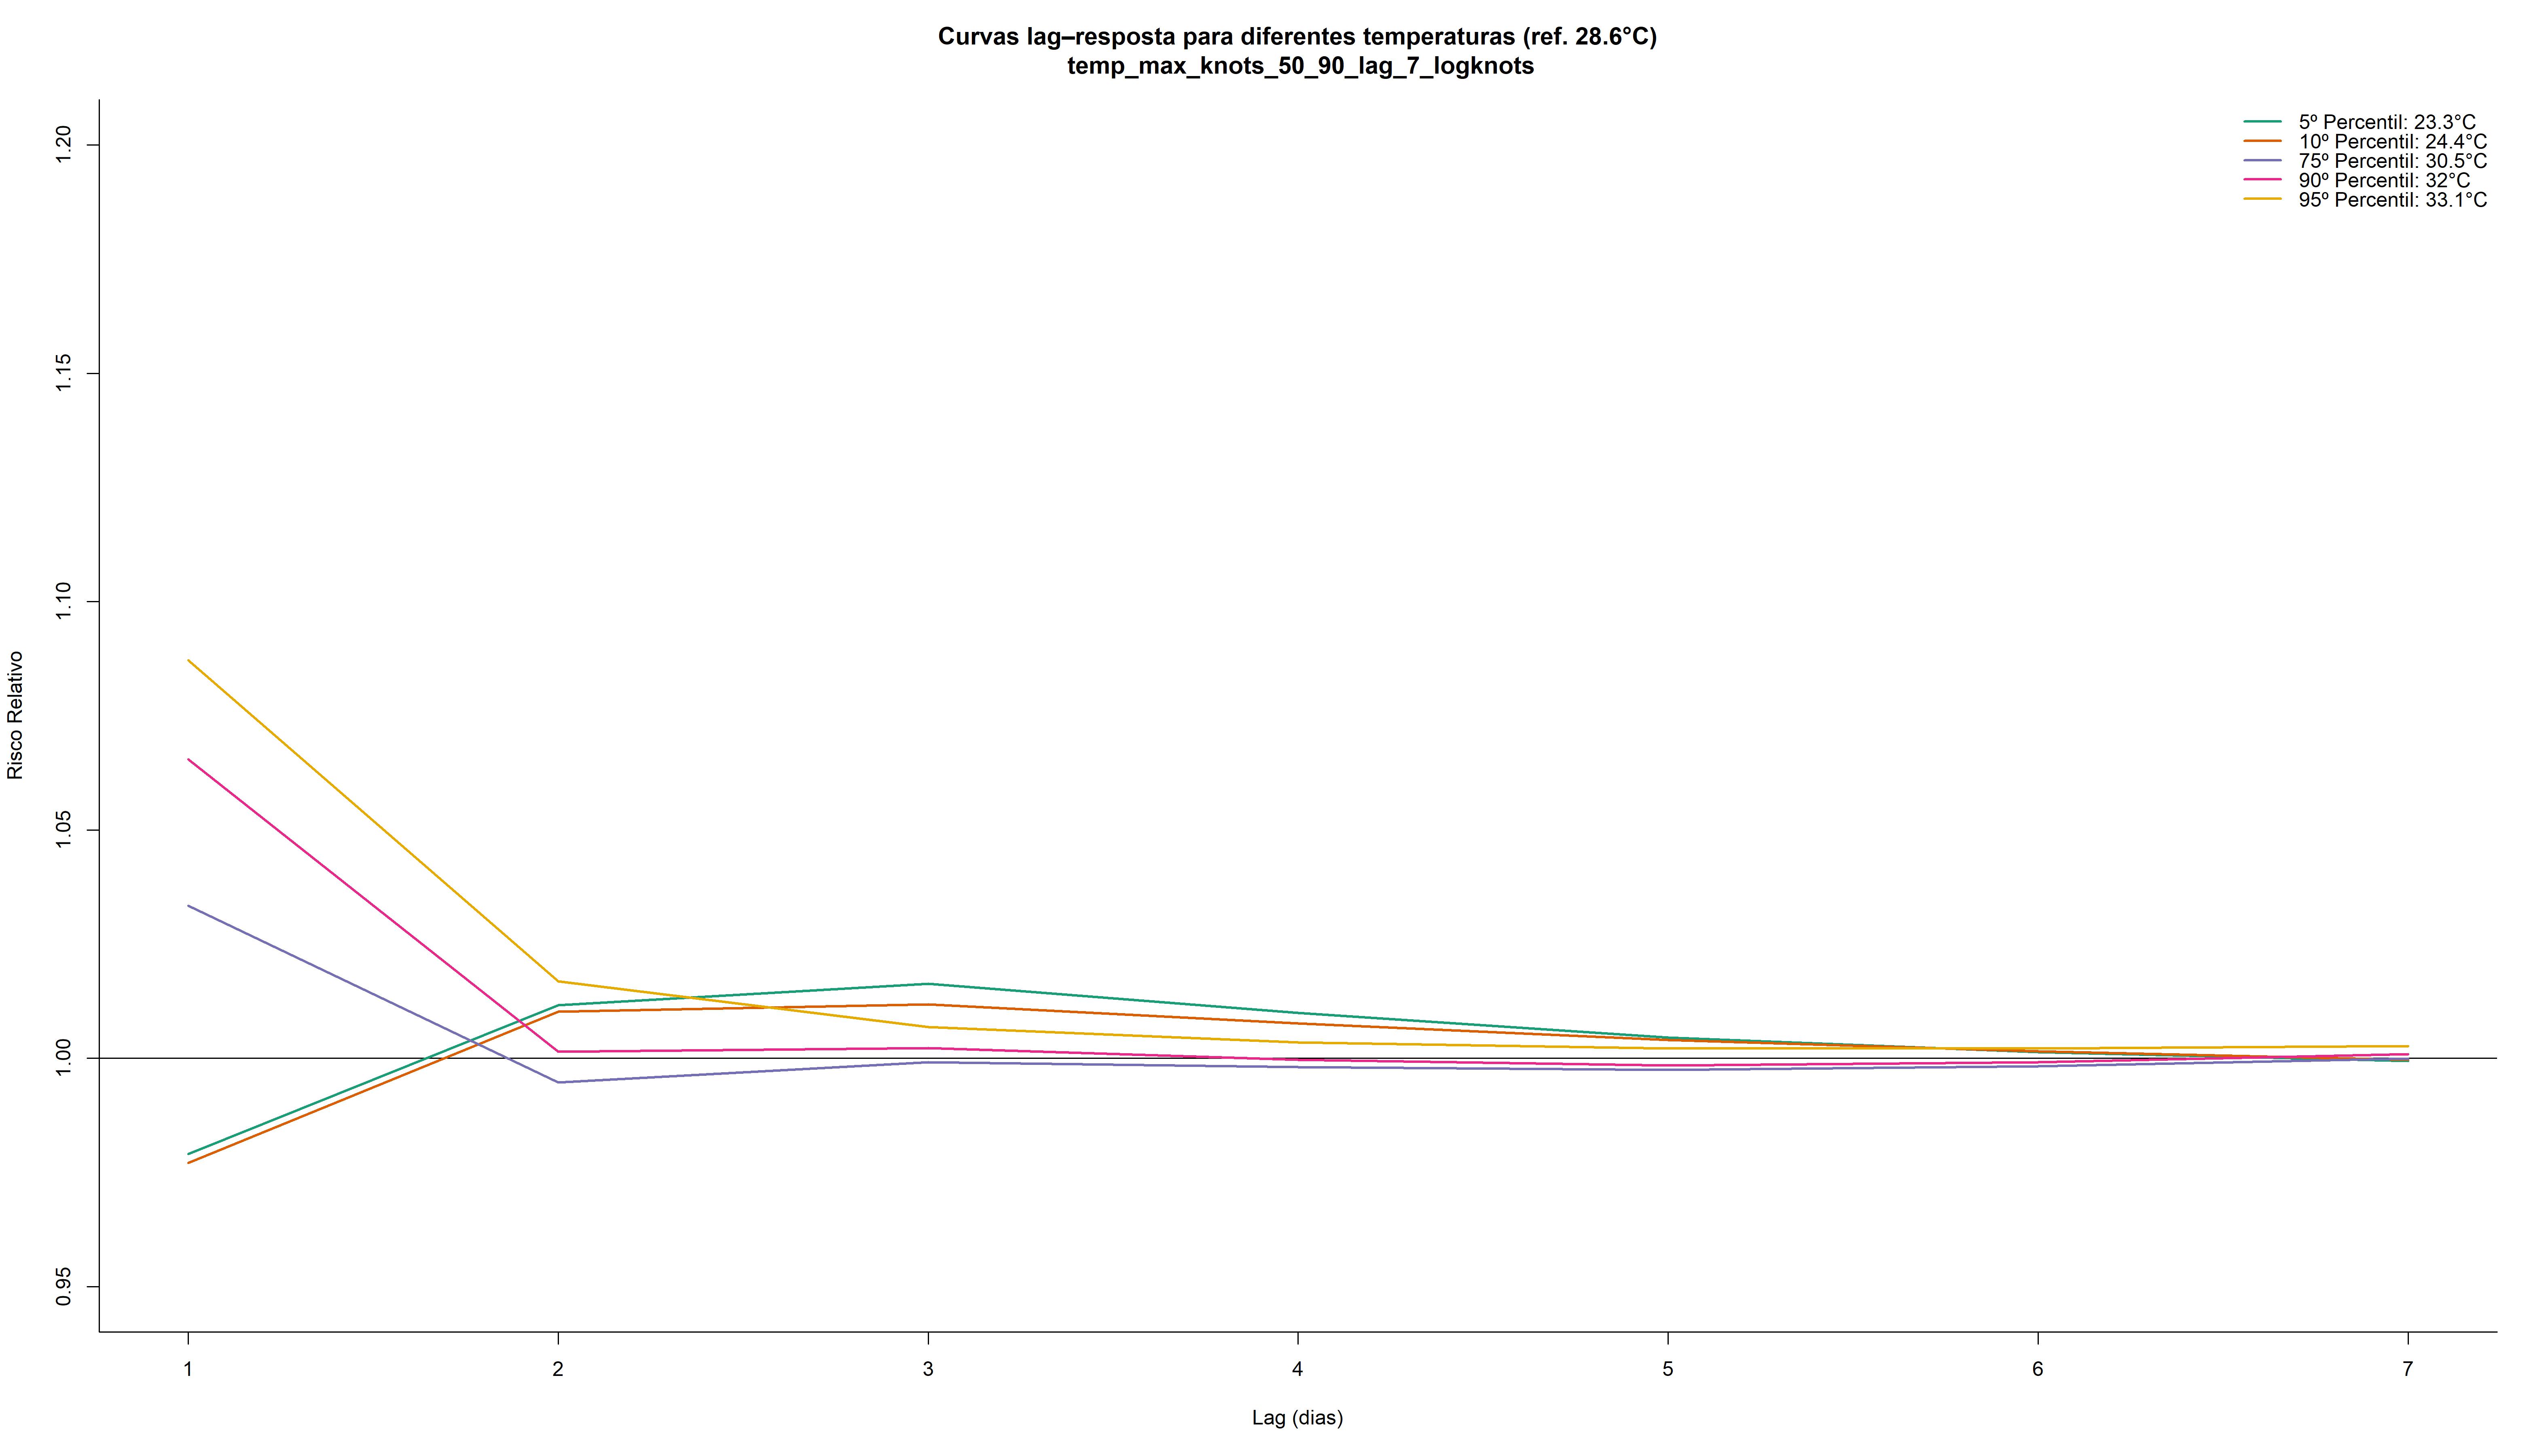 Curvas lag–resposta para diferentes temperaturas (ref. 28.6°C)
temp_max_knots_50_90_lag_7_logknots
5º Percentil: 23.3°C
10º Percentil: 24.4°C
75º Percentil: 30.5°C
90º Percentil: 32°C
95º Percentil: 33.1°C
Risco Relativo
1.20
1.15
1.10
1.05
1.00
0.95
1 2 3 4 5 6 7
Lag (dias)